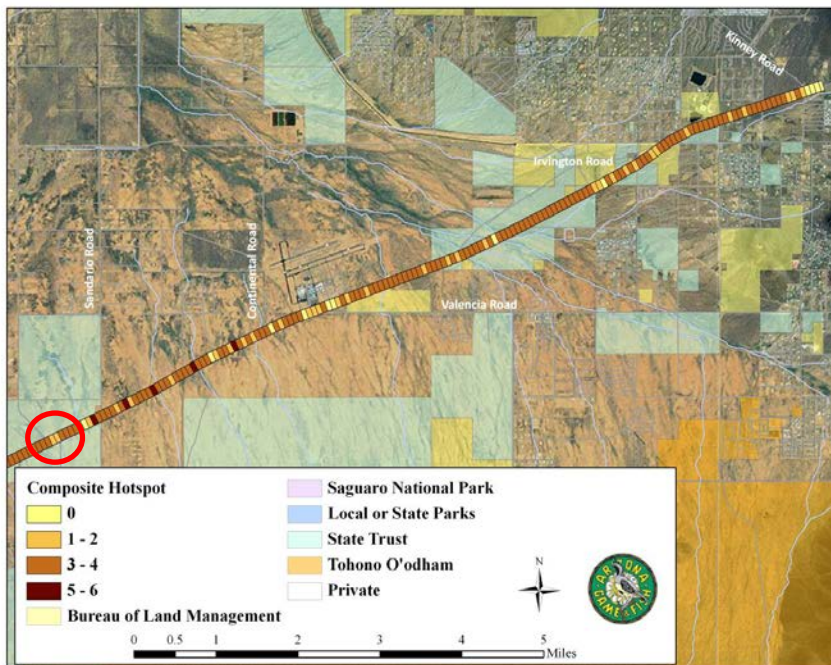 Kinney Road
Irvington Road
Sandario Road
Continental Road
Valencia Road
Composite Hotspot
0
1 - 2
3 - 4
5 - 6
Bureau of Land Management
Saguaro National Park
Local or State Parks
State Trust
Tohono O'odham
Private
N
ARIZONA
GAME & FISH
0 0.5 1 2 3 4 5
Miles